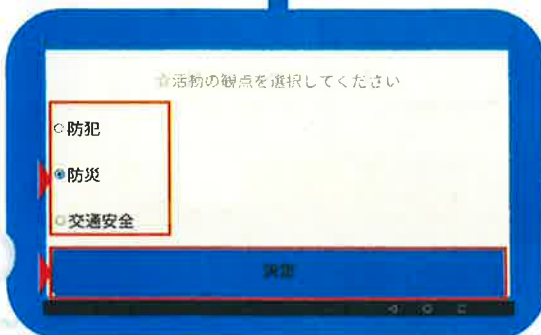 ☆活動の観点を選択してください
防犯
防災
交通安全
決定